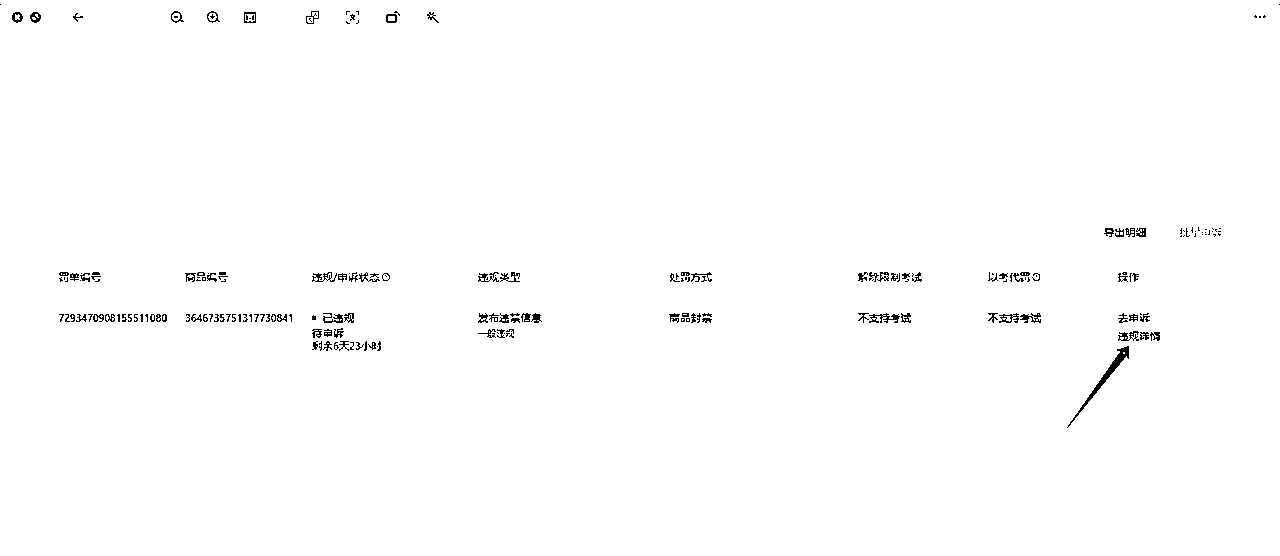 导出明细 批量申诉
罚单编号 商品编号 违规/申诉状态 违规类型 处罚方式 解除限制考试 以考代罚 操作
7293470908155511080 3646735751317730841 已违规 发布违禁信息 商品封禁 不支持考试 不支持考试 去申诉
待申诉 一般违规 违规详情
剩余6天23小时